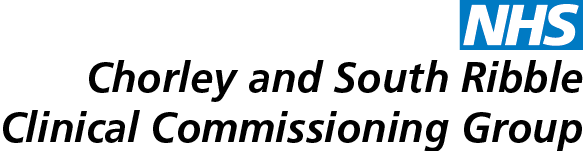 NHS
Chorley and South Ribble
Clinical Commissioning Group